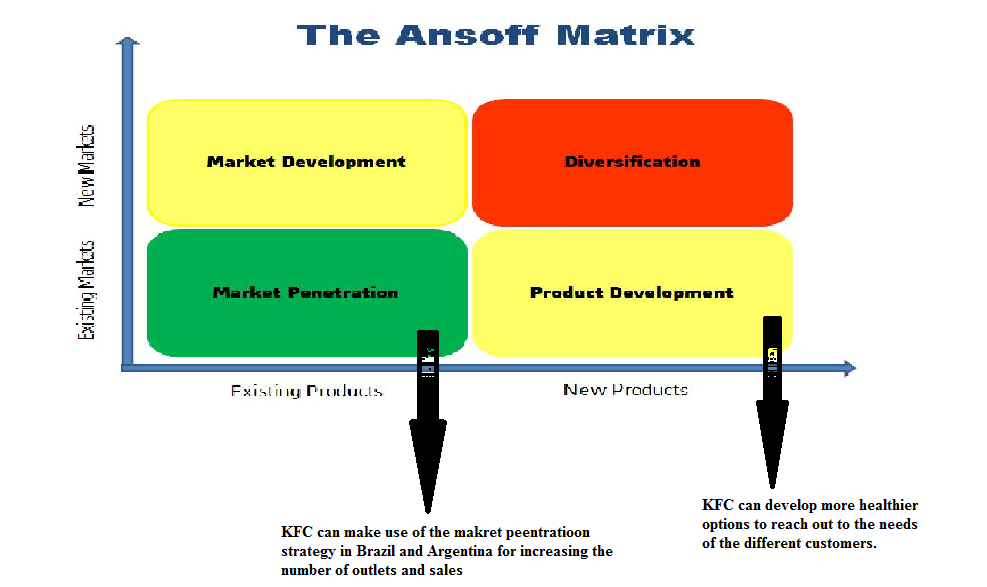 The Ansoff Matrix
New Markets
Market Development
Diversification
Existing Markets
Market Penetration
Product Development
Existing Products
New Products
KFC can make use of the makret peentratioon
strategy in Brazil and Argentina for increasing the
number of outlets and sales
KFC can develop more healthier
options to reach out to the needs
of the different customers.